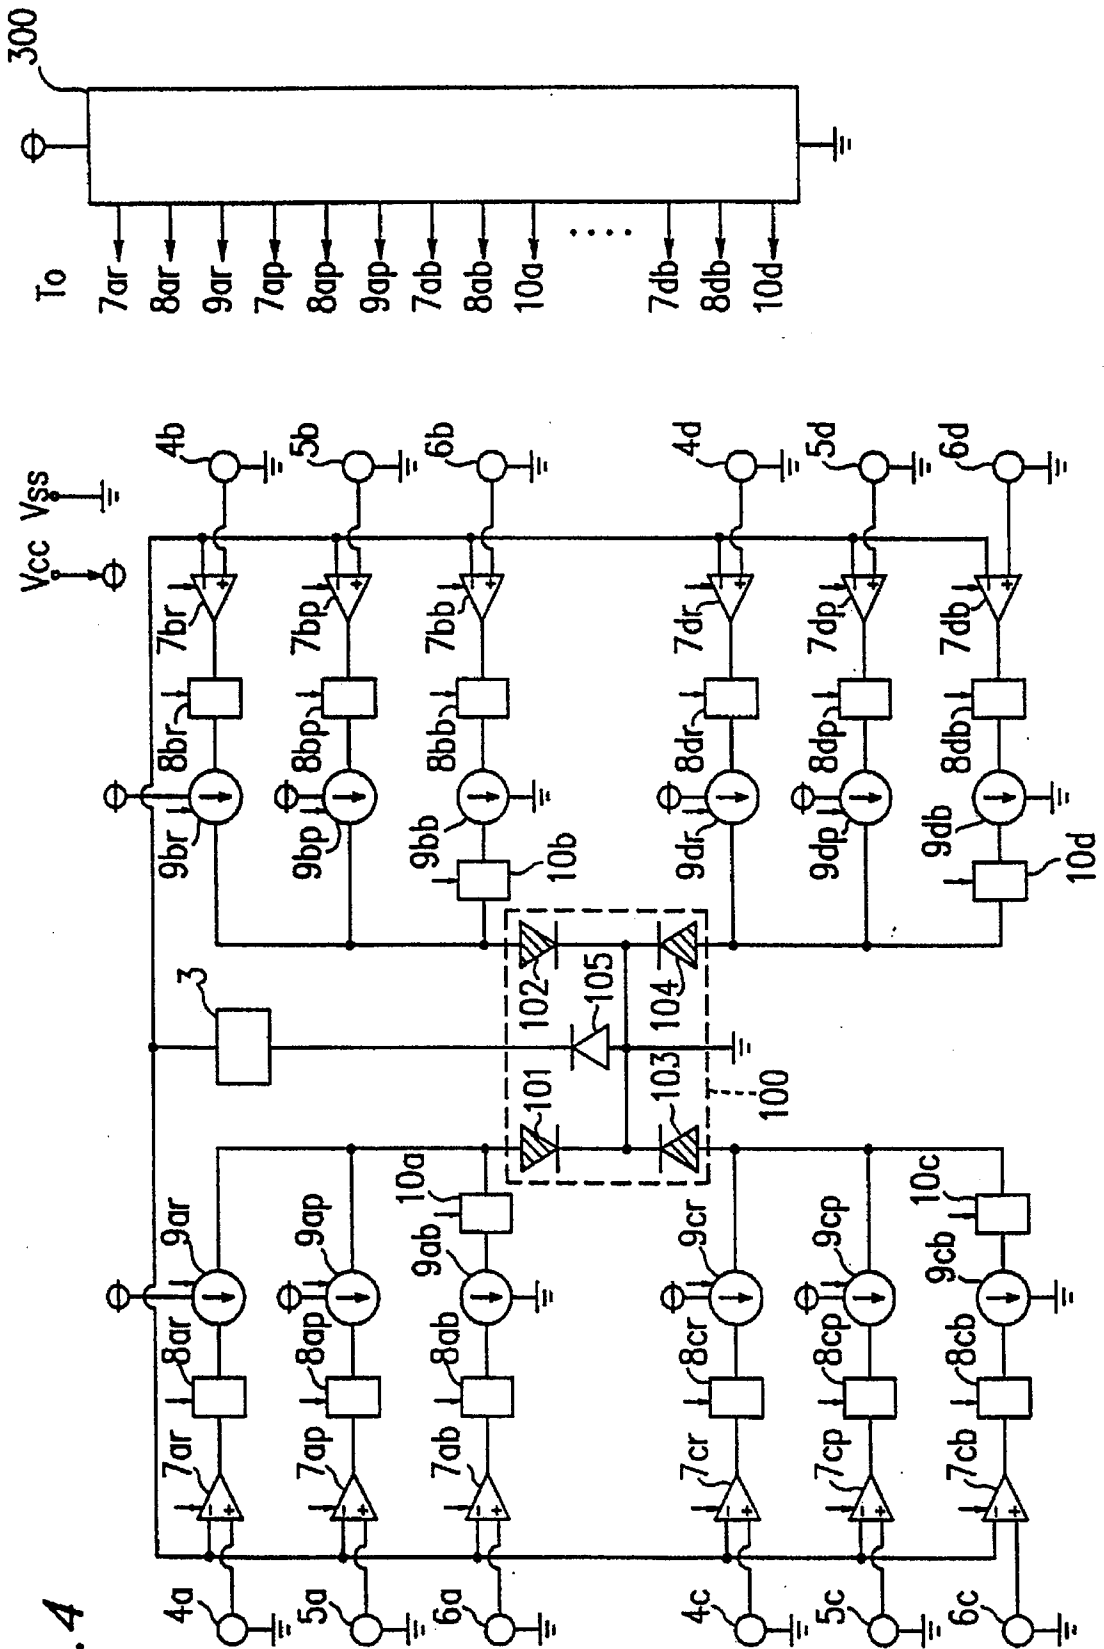 .4
Vcc Vss
300
To
7ar
8ar
9ar
7ap
8ap
9ap
7ab
8ab
10a
....
7db
8db
10d
4a 7ar 8ar 9ar 3 9br 8br 7br 4b
5a 7ap 8ap 9ap 9bp 8bp 7bp 5b
6a 7ab 8ab 9ab 10a 9bb 10b 8bb 7bb 6b
101 102 105
103 104
100
4c 7cr 8cr 9cr 9dr 8dr 7dr 4d
5c 7cp 8cp 9cp 9dp 8dp 7dp 5d
6c 7cb 8cb 9cb 10c 10d 9db 8db 7db 6d